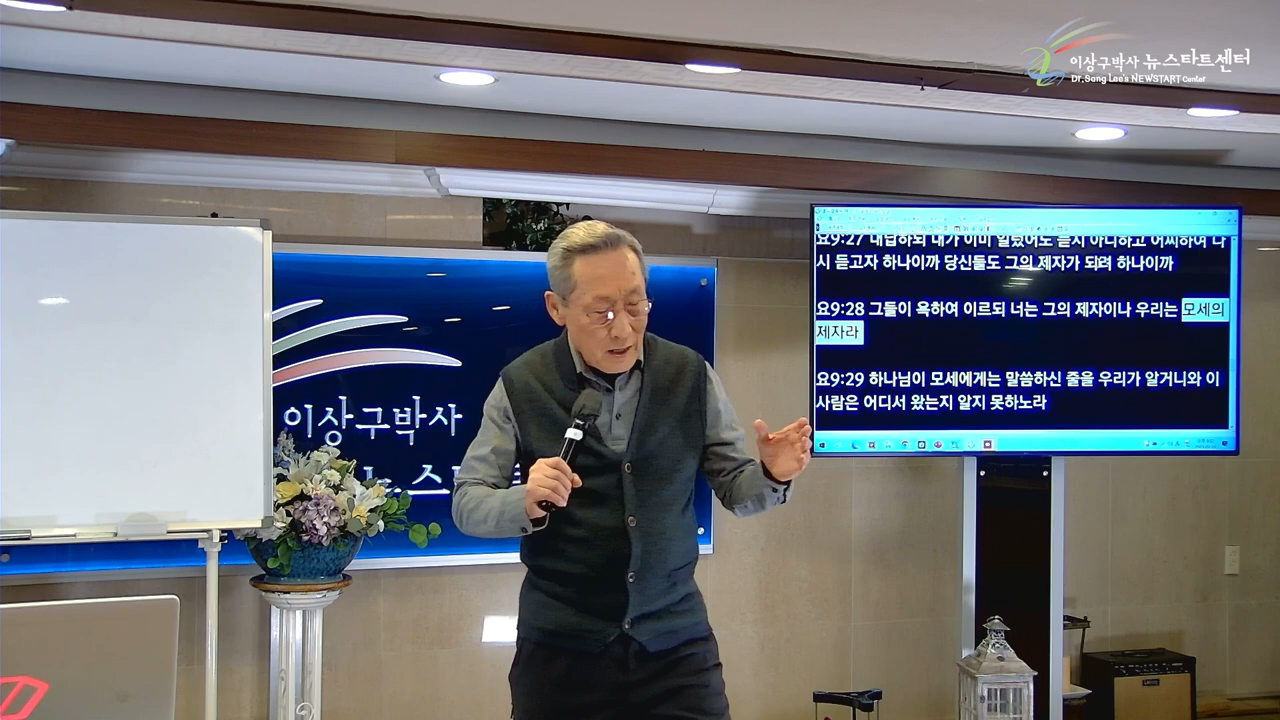 이상구박사 뉴스타트센터
Dr. Sang Lee's NEWSTART Center
요9:27 대답하되 내가 이미 일렀어도 듣지 아니하고 어찌하여 다
시 듣고자 하나이까 당신들도 그의 제자가 되려 하나이까
요9:28 그들이 욕하여 이르되 너는 그의 제자이나 우리는 모세의
제자라
요9:29 하나님이 모세에게는 말씀하신 줄을 우리가 알거니와 이
사람은 어디서 왔는지 알지 못하노라
이상구박사
뉴스